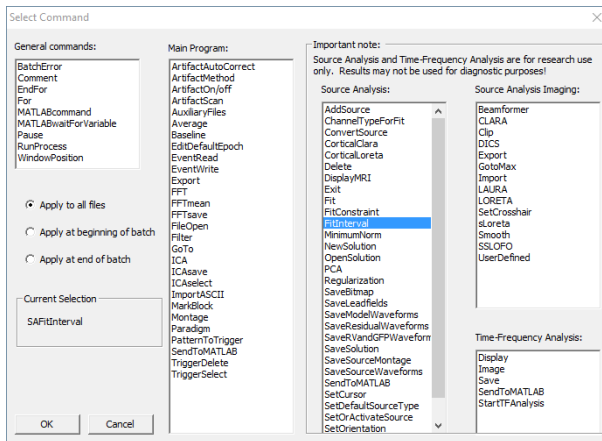 Select Command
General commands:
BatchError
Comment
EndFor
For
MATLABcommand
MATLABwaitForVariable
Pause
RunProcess
WindowPosition
Apply to all files
Apply at beginning of batch
Apply at end of batch
Current Selection
SAFitInterval
OK
Cancel
Main Program:
ArtifactAutoCorrect
ArtifactMethod
ArtifactOn/off
ArtifactScan
AuxiliaryFiles
Average
Baseline
EditDefaultEpoch
EventRead
EventWrite
Export
FFT
FFTmean
FFTsave
FileOpen
Filter
GoTo
ICA
ICAsave
ICAselect
ImportASCII
MarkBlock
Montage
Paradigm
PatternToTrigger
SendToMATLAB
TriggerDelete
TriggerSelect
Important note:
Source Analysis and Time-Frequency Analysis are for research use
only. Results may not be used for diagnostic purposes!
Source Analysis:
AddSource
ChannelTypeForFit
ConvertSource
CorticalClara
CorticalLoreta
Delete
DisplayMRI
Exit
Fit
FitConstraint
FitInterval
MinimumNorm
NewSolution
OpenSolution
PCA
Regularization
SaveBitmap
SaveLeadfields
SaveModelWaveforms
SaveResidualWaveforms
SaveRVandGFPWaveform
SaveSolution
SaveSourceMontage
SaveSourceWaveforms
SendToMATLAB
SetCursor
SetDefaultSourceType
SetOrActivateSource
SetOrientation
Source Analysis Imaging:
Beamformer
CLARA
Clip
DICS
Export
GotoMax
Import
LAURA
LORETA
SetCrosshair
sLoreta
Smooth
SSLOFO
UserDefined
Time-Frequency Analysis:
Display
Image
Save
SendToMATLAB
StartTFAnalysis